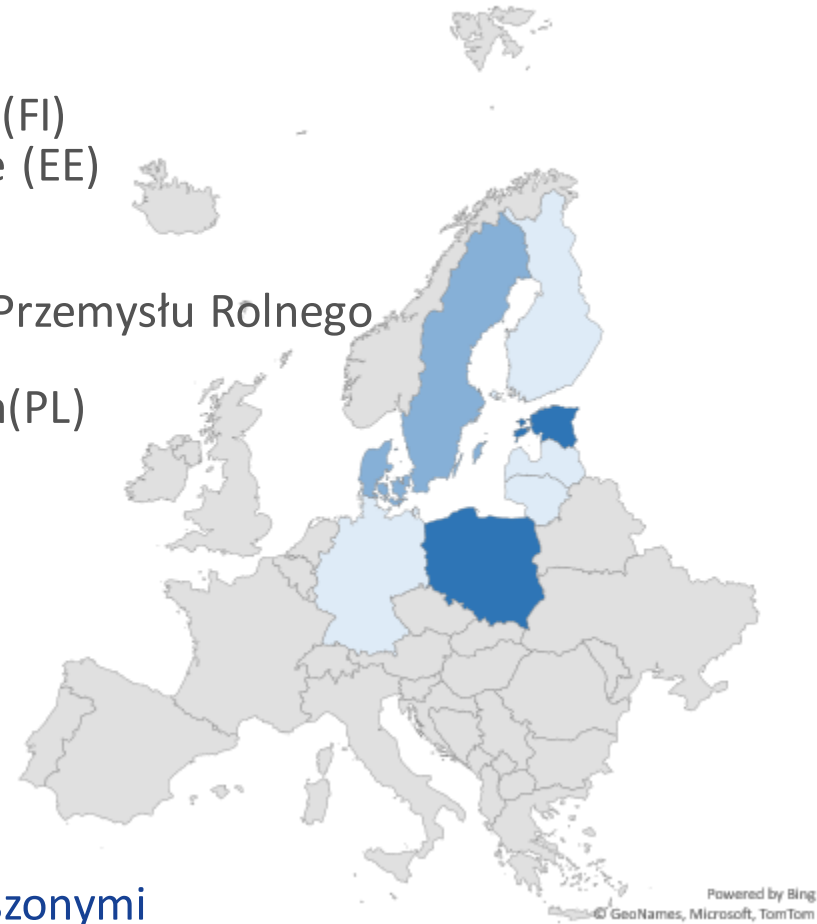 (FI)
e (EE)
Przemysłu Rolnego
(PL)
szonymi
Powered by Bing
© GeoNames, Microsoft, TomTom